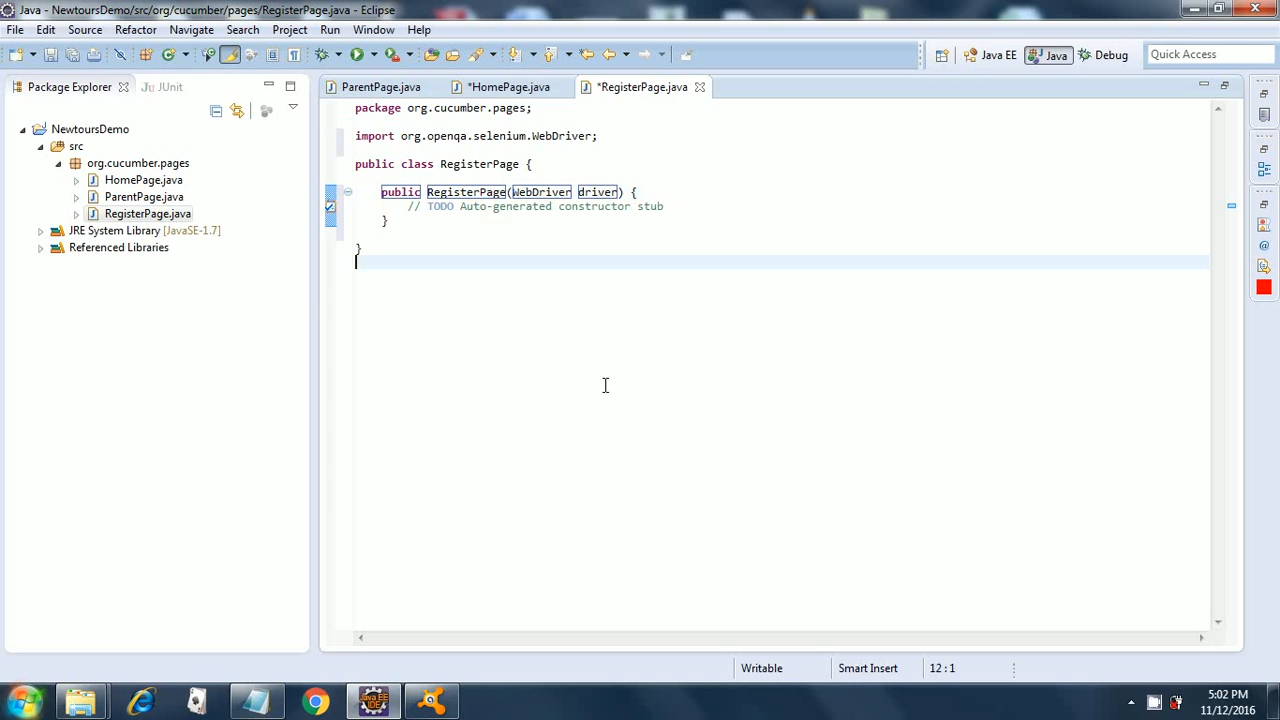 Java - NewtoursDemo/src/org/cucumber/pages/RegisterPage.java - Eclipse
File Edit Source Refactor Navigate Search Project Run Window Help
Java EE Java Debug Quick Access
Package Explorer JUnit
ParentPage.java *HomePage.java *RegisterPage.java
NewtoursDemo
src
org.cucumber.pages
HomePage.java
ParentPage.java
RegisterPage.java
JRE System Library [JavaSE-1.7]
Referenced Libraries
package org.cucumber.pages;
import org.openqa.selenium.WebDriver;
public class RegisterPage {
public RegisterPage(WebDriver driver) {
// TODO Auto-generated constructor stub
}
}
Writable Smart Insert 12:1
5:02 PM
11/12/2016